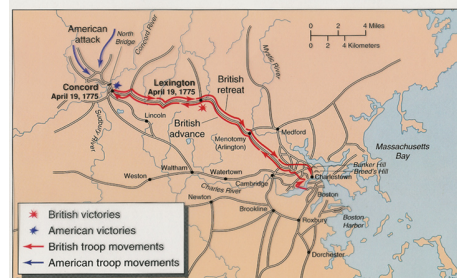 American
attack
North
Bridge
Concord River
0 2 4 Miles
0 2 4 Kilometers
Mystic River
Concord
April 19, 1775
Lexington
April 19, 1775
British
retreat
Lincoln
Sudbury River
British
advance
Menotomy
(Arlington)
Medford
Massachusetts
Bay
Bunker Hill
Breed's Hill
Charlestown
Weston
Waltham
Watertown
Cambridge
Charles River
Boston
Newton
Brookline
Roxbury
Boston
Harbor
Dorchester
British victories
American victories
British troop movements
American troop movements